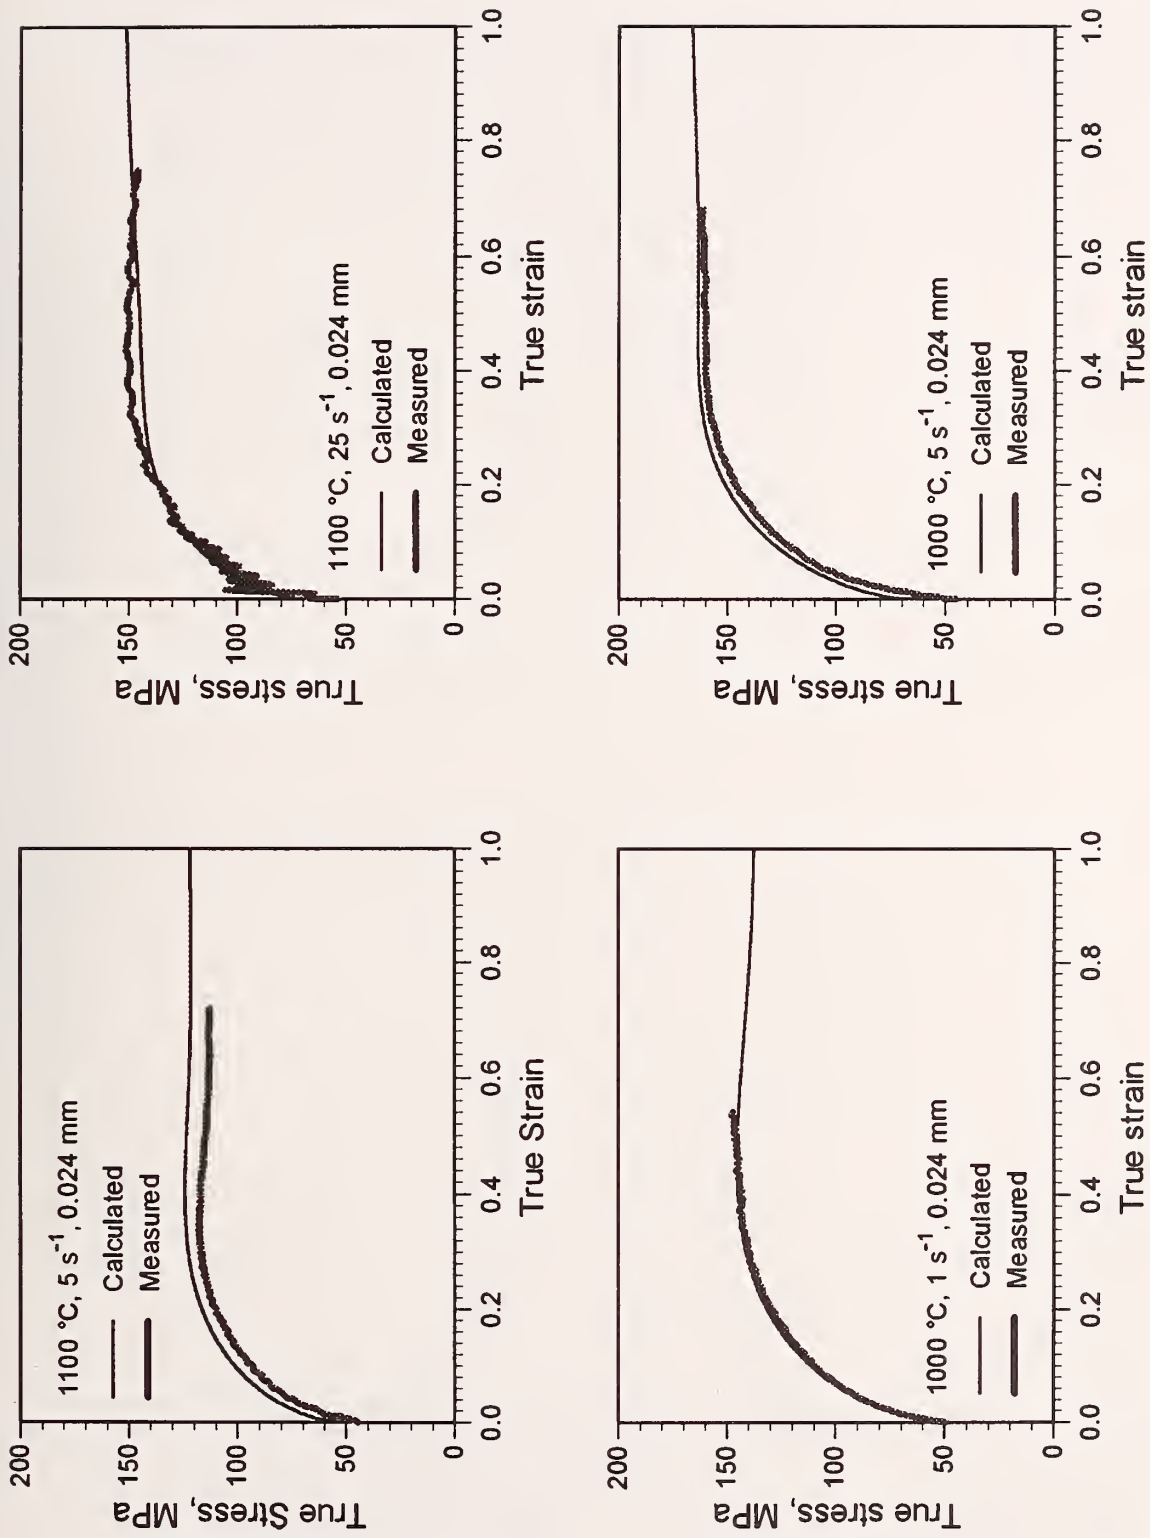 200
150
100
50
0
True Stress, MPa
1100 °C, 5 s⁻¹, 0.024 mm
Calculated
Measured
0.0 0.2 0.4 0.6 0.8 1.0
True Strain
200
150
100
50
0
True stress, MPa
1100 °C, 25 s⁻¹, 0.024 mm
Calculated
Measured
0.0 0.2 0.4 0.6 0.8 1.0
True strain
200
150
100
50
0
True stress, MPa
1000 °C, 1 s⁻¹, 0.024 mm
Calculated
Measured
0.0 0.2 0.4 0.6 0.8 1.0
True strain
200
150
100
50
0
True stress, MPa
1000 °C, 5 s⁻¹, 0.024 mm
Calculated
Measured
0.0 0.2 0.4 0.6 0.8 1.0
True strain